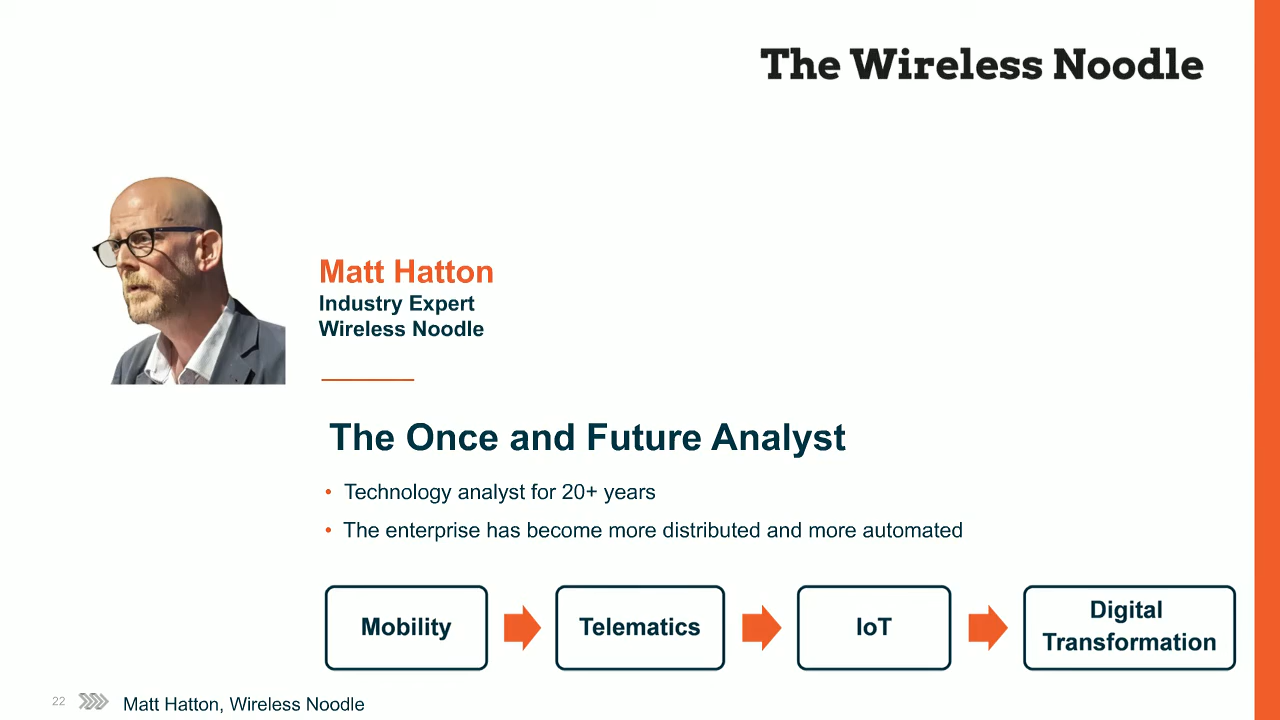 The Wireless Noodle
Matt Hatton
Industry Expert
Wireless Noodle
The Once and Future Analyst
• Technology analyst for 20+ years
• The enterprise has become more distributed and more automated
Mobility
Telematics
IoT
Digital
Transformation
22
Matt Hatton, Wireless Noodle